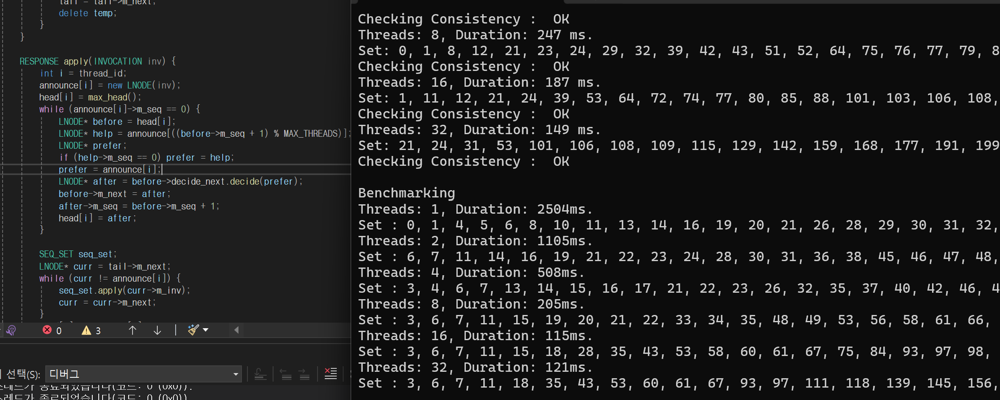 tail = tail->m_next;
delete temp;
}
}
RESPONSE apply(INVOCATION inv) {
int i = thread_id;
announce[i] = new LNODE(inv);
head[i] = max_head();
while (announce[i]->m_seq == 0) {
LNODE* before = head[i];
LNODE* help = announce[((before->m_seq + 1) % MAX_THREADS)];
LNODE* prefer;
if (help->m_seq == 0) prefer = help;
prefer = announce[i];
LNODE* after = before->decide_next.decide(prefer);
before->m_next = after;
after->m_seq = before->m_seq + 1;
head[i] = after;
}
SEQ_SET seq_set;
LNODE* curr = tail->m_next;
while (curr != announce[i]) {
seq_set.apply(curr->m_inv);
curr = curr->m_next;
}
0 3
선택(S): 디버그
종료되었습니다(코드: 0 (0x0)).
스레드가 종료되었습니다(코드: 0 (0x0)).
Checking Consistency :  OK
Threads: 8, Duration: 247 ms.
Set: 0, 1, 8, 12, 21, 23, 24, 29, 32, 39, 42, 43, 51, 52, 64, 75, 76, 77, 79, 8
Checking Consistency :  OK
Threads: 16, Duration: 187 ms.
Set: 1, 11, 12, 21, 24, 39, 53, 64, 72, 74, 77, 80, 85, 88, 101, 103, 106, 108,
Checking Consistency :  OK
Threads: 32, Duration: 149 ms.
Set: 21, 24, 31, 53, 101, 106, 108, 109, 115, 129, 142, 159, 168, 177, 191, 199
Checking Consistency :  OK
Benchmarking
Threads: 1, Duration: 2504ms.
Set : 0, 1, 4, 5, 6, 8, 10, 11, 13, 14, 16, 19, 20, 21, 26, 28, 29, 30, 31, 32,
Threads: 2, Duration: 1105ms.
Set : 6, 7, 11, 14, 16, 19, 21, 22, 23, 24, 28, 30, 31, 36, 38, 45, 46, 47, 48,
Threads: 4, Duration: 508ms.
Set : 3, 4, 6, 7, 13, 14, 15, 16, 17, 21, 22, 23, 26, 32, 35, 37, 40, 42, 46, 4
Threads: 8, Duration: 205ms.
Set : 3, 6, 7, 11, 15, 19, 20, 21, 22, 33, 34, 35, 48, 49, 53, 56, 58, 61, 66,
Threads: 16, Duration: 115ms.
Set : 3, 6, 7, 11, 15, 18, 28, 35, 43, 53, 58, 60, 61, 67, 75, 84, 93, 97, 98,
Threads: 32, Duration: 121ms.
Set : 3, 6, 7, 11, 18, 35, 43, 53, 60, 61, 67, 93, 97, 111, 118, 139, 145, 156,